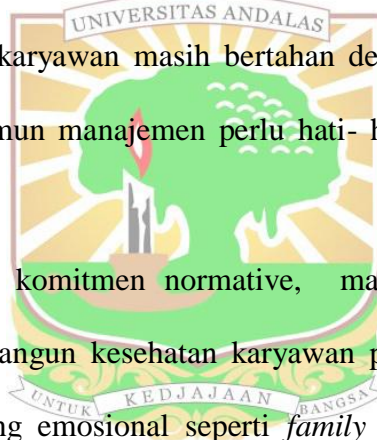 UNIVERSITAS ANDALAS
karyawan masih bertahan de
mun manajemen perlu hati- h
komitmen normative, ma
angun kesehatan karyawan p
UNTUK KEDJAJAAN BANGSA
ng emosional seperti family